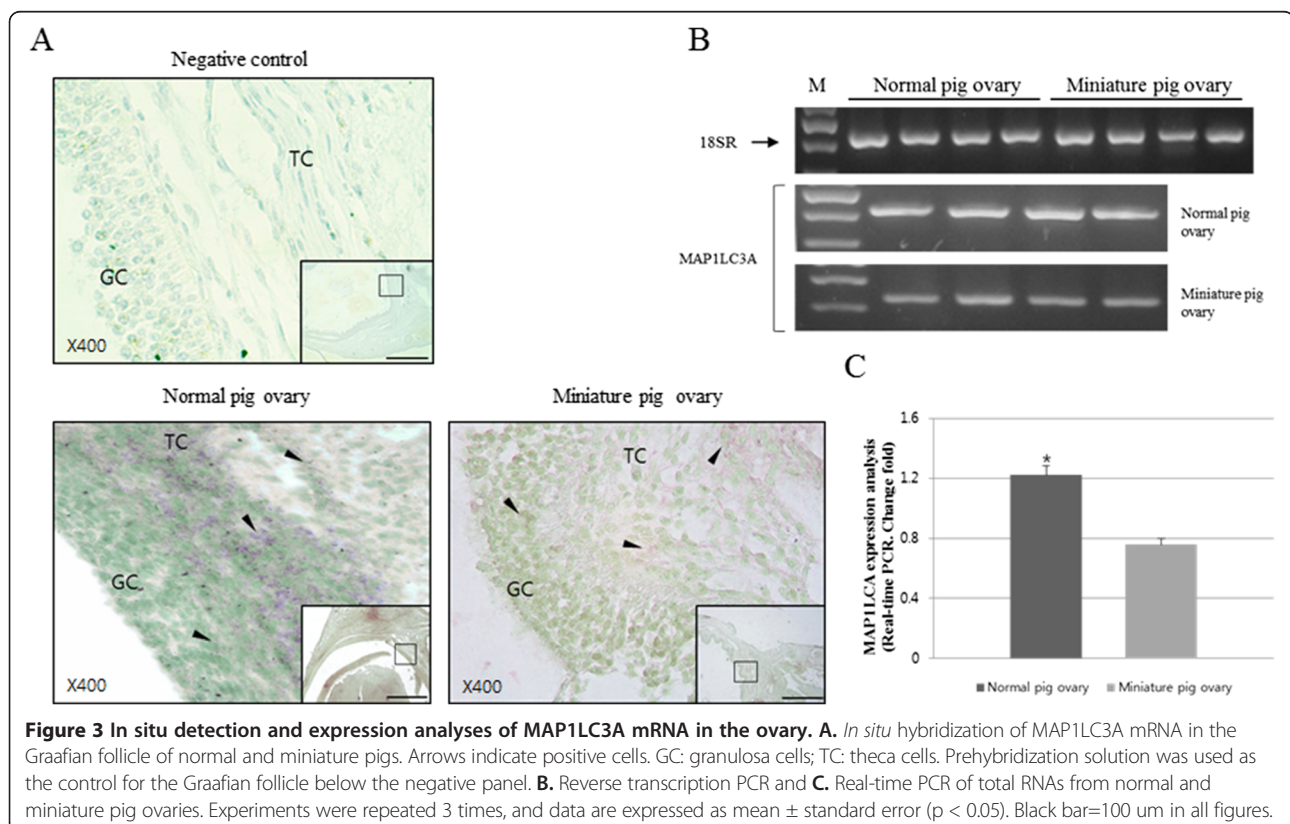 A
Negative control
TC
GC
X400
Normal pig ovary
TC
GC
X400
Miniature pig ovary
TC
GC
X400
B
M
Normal pig ovary
Miniature pig ovary
18SR
MAP1LC3A
Normal pig
ovary
Miniature pig
ovary
C
MAP1LCA expression analysis
(Real-time PCR. Change fold)
1.6
1.2
0.8
0.4
0
*
Normal pig ovary
Miniature pig ovary
Figure 3 In situ detection and expression analyses of MAP1LC3A mRNA in the ovary. A. In situ hybridization of MAP1LC3A mRNA in the
Graafian follicle of normal and miniature pigs. Arrows indicate positive cells. GC: granulosa cells; TC: theca cells. Prehybridization solution was used as
the control for the Graafian follicle below the negative panel. B. Reverse transcription PCR and C. Real-time PCR of total RNAs from normal and
miniature pig ovaries. Experiments were repeated 3 times, and data are expressed as mean ± standard error (p < 0.05). Black bar=100 um in all figures.